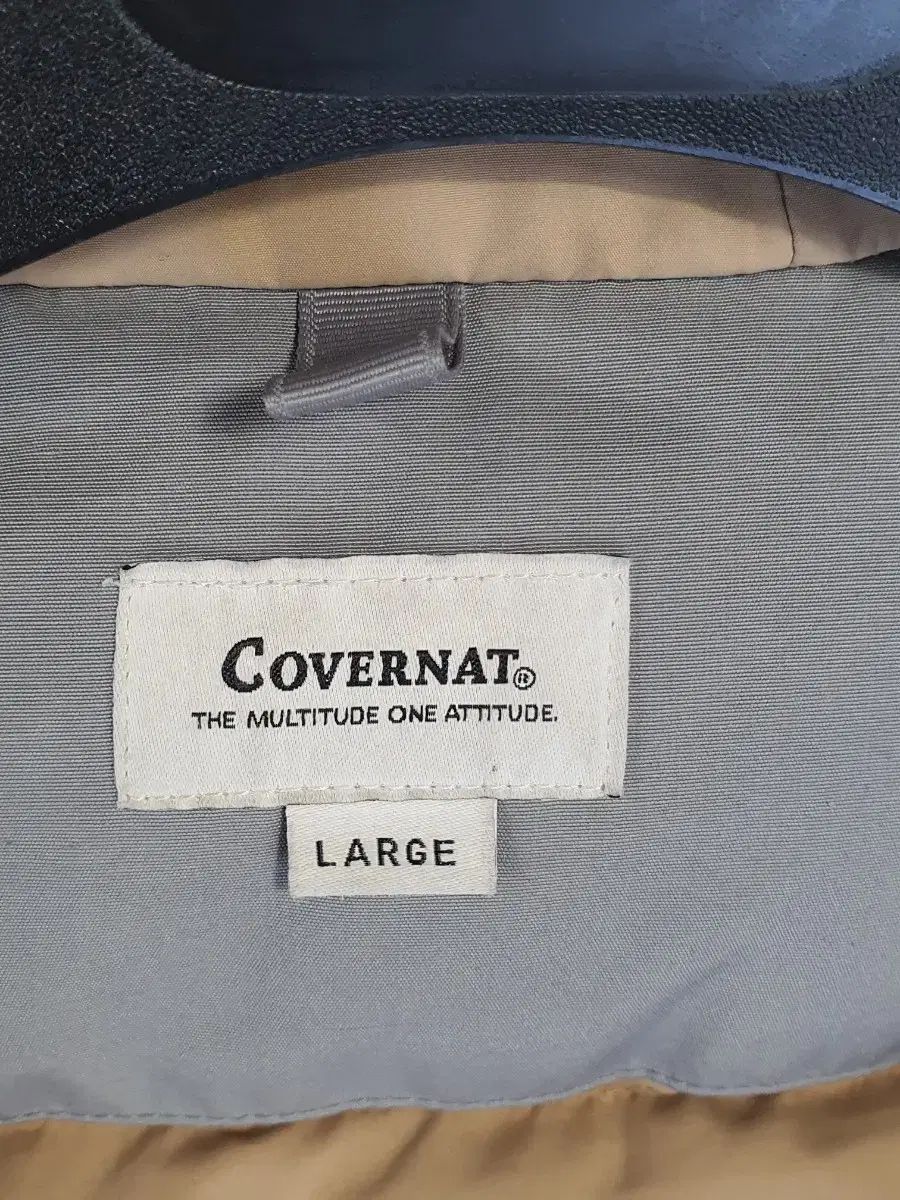 COVERNAT®
THE MULTITUDE ONE ATTITUDE.
LARGE